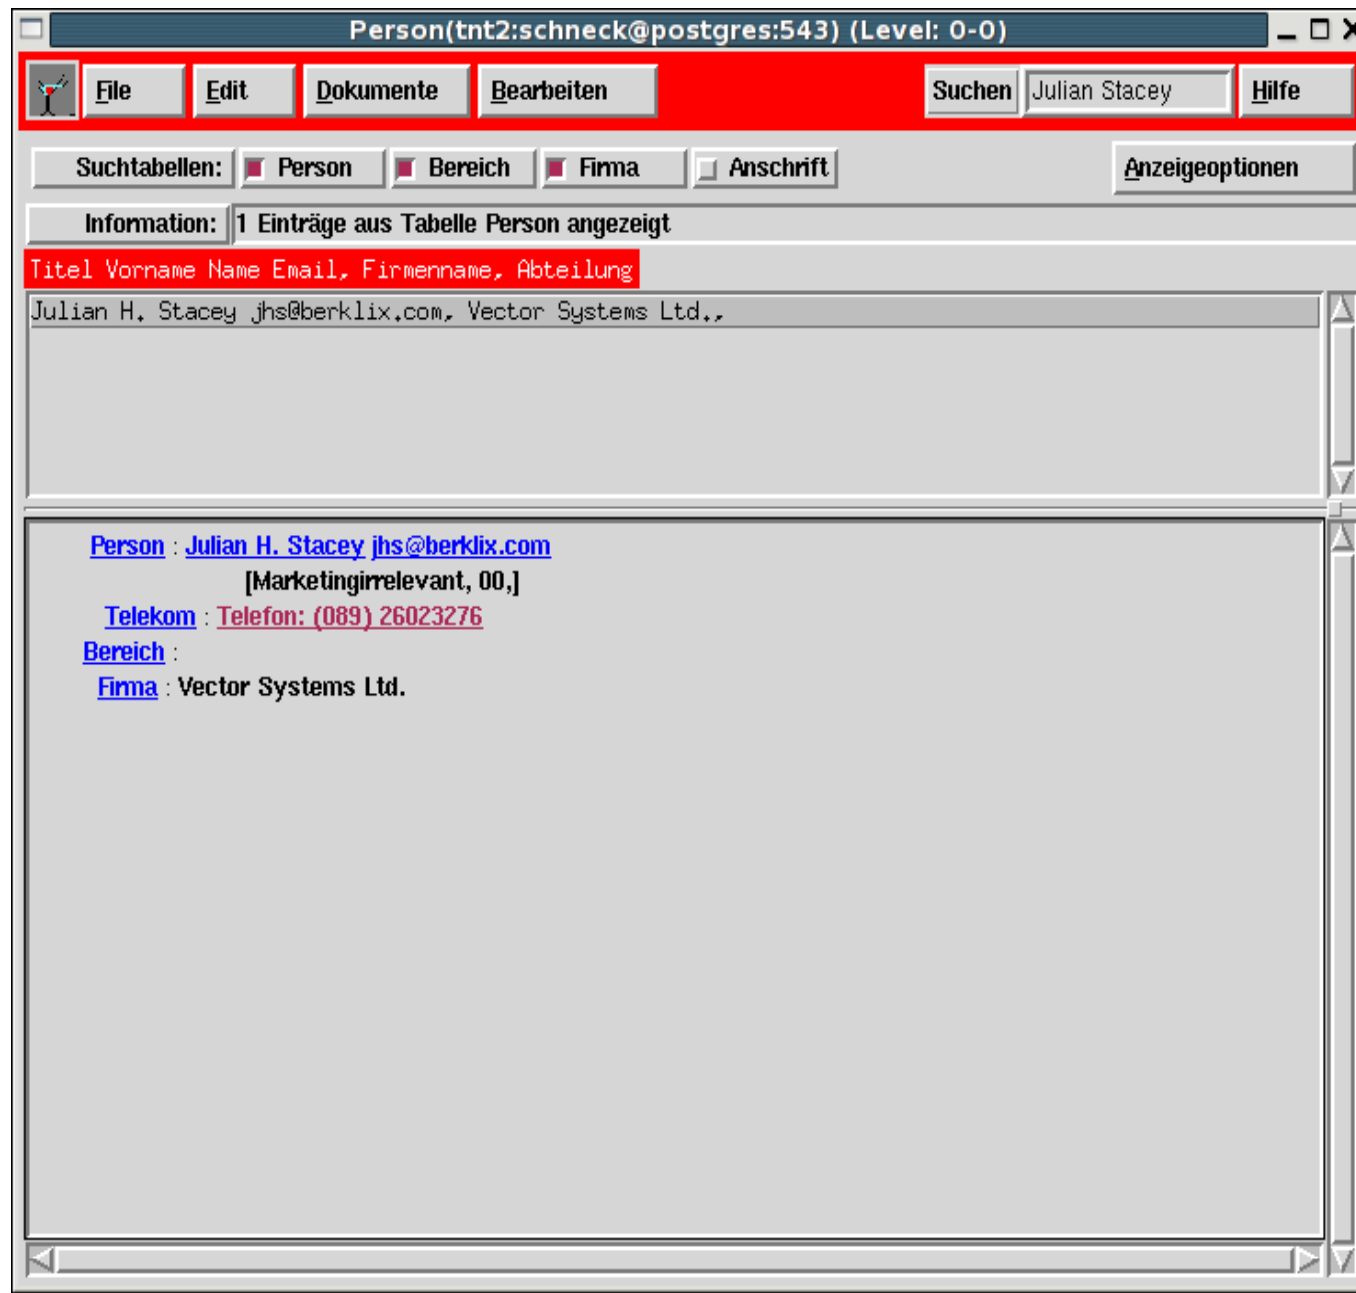 Person(tnt2:schneck@postgres:543) (Level: 0-0)
File Edit Dokumente Bearbeiten Suchen Julian Stacey Hilfe
Suchtabellen: Person Bereich Firma Anschrift Anzeigeoptionen
Information: 1 Einträge aus Tabelle Person angezeigt
Titel Vorname Name Email, Firmenname, Abteilung
Julian H. Stacey jhs@berklix.com, Vector Systems Ltd.,
Person : Julian H. Stacey jhs@berklix.com
[Marketingirrelevant, 00,]
Telekom : Telefon: (089) 26023276
Bereich :
Firma : Vector Systems Ltd.